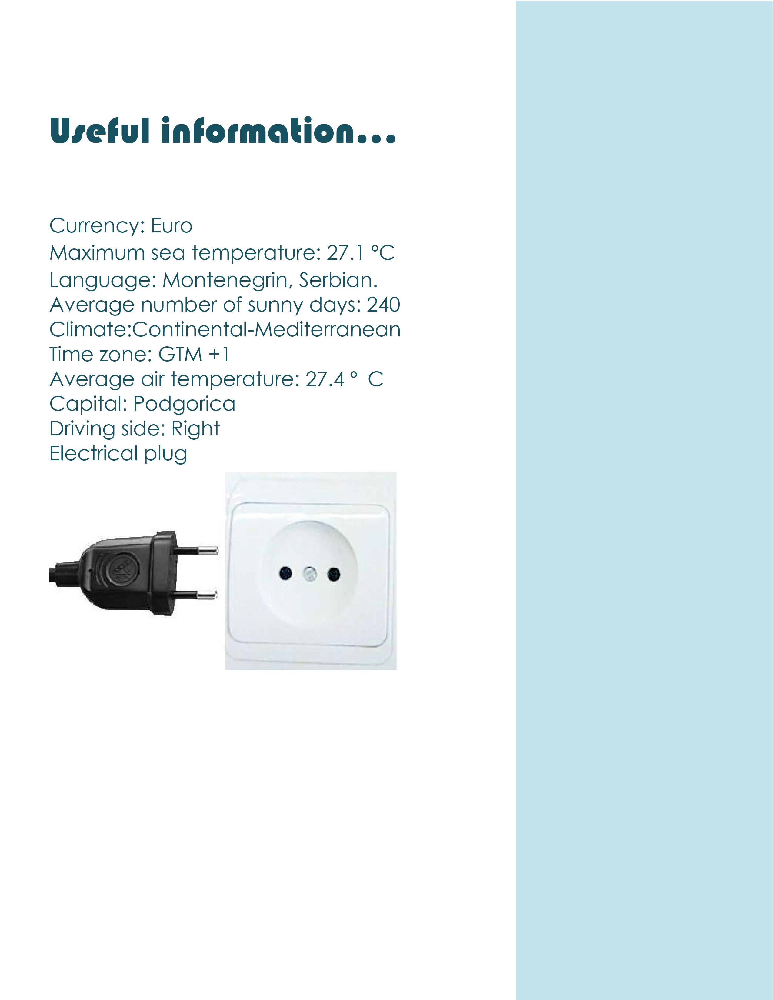 Useful information...
Currency: Euro
Maximum sea temperature: 27.1 ºC
Language: Montenegrin, Serbian.
Average number of sunny days: 240
Climate:Continental-Mediterranean
Time zone: GTM +1
Average air temperature: 27.4 º  C
Capital: Podgorica
Driving side: Right
Electrical plug